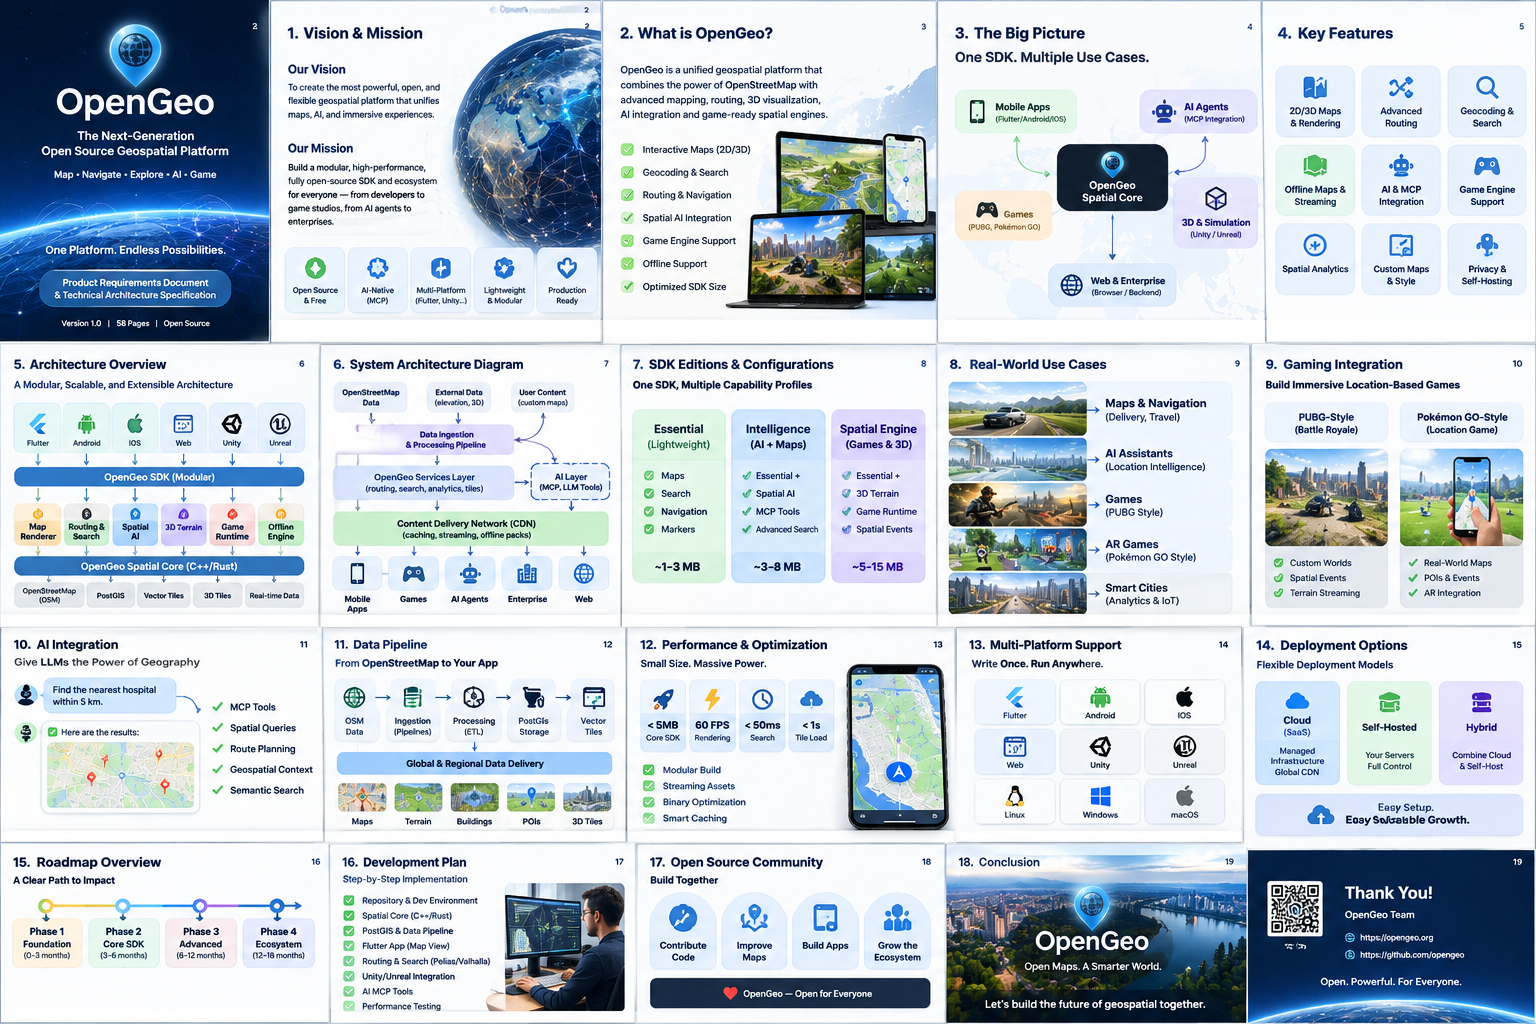 2
OpenGeo
The Next-Generation
Open Source Geospatial Platform
Map • Navigate • Explore • AI • Game
One Platform. Endless Possibilities.
Product Requirements Document
& Technical Architecture Specification
Version 1.0 | 58 Pages | Open Source
2
2
1. Vision & Mission
Our Vision
To create the most powerful, open, and
flexible geospatial platform that unifies
maps, AI, and immersive experiences.
Our Mission
Build a modular, high-performance,
fully open-source SDK and ecosystem
for everyone — from developers to
game studios, from AI agents to
enterprises.
Open Source
& Free
AI-Native
(MCP)
Multi-Platform
(Futter, Unity...)
Lightweight
& Modular
Production
Ready
3
2. What is OpenGeo?
OpenGeo is a unified geospatial platform that
combines the power of OpenStreetMap with
advanced mapping, routing, 3D visualization,
AI integration and game-ready spatial engines.
Interactive Maps (2D/3D)
Geocoding & Search
Routing & Navigation
Spatial AI Integration
Game Engine Support
Offline Support
Optimized SDK Size
4
3. The Big Picture
One SDK. Multiple Use Cases.
Mobile Apps
(Flutter/Android/IOS)
AI Agents
(MCP Integration)
OpenGeo
Spatial Core
Games
(PUBG, Pokémon GO)
3D & Simulation
(Unity / Unreal)
Web & Enterprise
(Browser / Backend)
5
4. Key Features
2D/3D Maps
& Rendering
Advanced
Routing
Geocoding &
Search
Offline Maps &
Streaming
AI & MCP
Integration
Game Engine
Support
Spatial Analytics
Custom Maps
& Style
Privacy &
Self-Hosting
5. Architecture Overview
6
A Modular, Scalable, and Extensible Architecture
Flutter
Android
IOS
Web
Unity
Unreal
OpenGeo SDK (Modular)
Map
Renderer
Routing &
Search
Spatial
AI
3D Terrain
Game
Runtime
Offline
Engine
OpenGeo Spatial Core (C++/Rust)
OpenStreetMap
(OSM)
PostGIS
Vector Tiles
3D Tiles
Real-time Data
6. System Architecture Diagram
7
OpenStreetMap
Data
External Data
(elevation, 3D)
User Content
(custom maps)
Data Ingestion
& Processing Pipeline
OpenGeo Services Layer
(routing, search, analytics, tiles)
AI Layer
(MCP, LLM Tools)
Content Delivery Network (CDN)
(caching, streaming, offline packs)
Mobile
Apps
Games
AI Agents
Enterprise
Web
7. SDK Editions & Configurations
8
One SDK, Multiple Capability Profiles
Essential
(Lightweight)
Maps
Search
Navigation
Markers
~1–3 MB
Intelligence
(AI + Maps)
Essential +
Spatial AI
MCP Tools
Advanced Search
~3–8 MB
Spatial Engine
(Games & 3D)
Essential +
3D Terrain
Game Runtime
Spatial Events
~5–15 MB
8. Real-World Use Cases
9
Maps & Navigation
(Delivery, Travel)
AI Assistants
(Location Intelligence)
Games
(PUBG Style)
AR Games
(Pokémon GO Style)
Smart Cities
(Analytics & IoT)
9. Gaming Integration
10
Build Immersive Location-Based Games
PUBG-Style
(Battle Royale)
Custom Worlds
Spatial Events
Terrain Streaming
Pokémon GO-Style
(Location Game)
Real-World Maps
POIs & Events
AR Integration
10. AI Integration
11
Give LLMs the Power of Geography
Find the nearest hospital
within 5 km.
Here are the results:
MCP Tools
Spatial Queries
Route Planning
Geospatial Context
Semantic Search
11. Data Pipeline
12
From OpenStreetMap to Your App
OSM
Data
Ingestion
(Pipelines)
Processing
(ETL)
PostGIs
Storage
Vector
Tiles
Global & Regional Data Delivery
Maps
Terrain
Buildings
POIs
3D Tiles
12. Performance & Optimization
13
Small Size. Massive Power.
< 5MB
Core SDK
60 FPS
Rendering
< 50ms
Search
< 1s
Tile Load
Modular Build
Streaming Assets
Binary Optimization
Smart Caching
13. Multi-Platform Support
14
Write Once. Run Anywhere.
Flutter
Android
IOS
Web
Unity
Unreal
Linux
Windows
macOS
14. Deployment Options
15
Flexible Deployment Models
Cloud
(SaaS)
Managed
Infrastructure
Global CDN
Self-Hosted
Your Servers
Full Control
Hybrid
Combine Cloud
& Self-Host
Easy Setup.
Easy
Growth.
15. Roadmap Overview
16
A Clear Path to Impact
Phase 1
Foundation
(0-3 months)
Phase 2
Core SDK
(3–6 months)
Phase 3
Advanced
(6–12 months)
Phase 4
Ecosystem
(12–18 months)
16. Development Plan
17
Step-by-Step Implementation
Repository & Dev Environment
Spatial Core (C++/Rust)
PostGIS & Data Pipeline
Flutter App (Map View)
Routing & Search (Pelias/Valhalla)
Unity/Unreal Integration
AI MCP Tools
Performance Testing
17. Open Source Community
18
Build Together
Contribute
Code
Improve
Maps
Build Apps
Grow the
Ecosystem
OpenGeo — Open for Everyone
18. Conclusion
19
OpenGeo
Open Maps. A Smarter World.
Let's build the future of geospatial together.
19
Thank You!
OpenGeo Team
https://opengeo.org
https://github.com/opengeo
Open. Powerful. For Everyone.